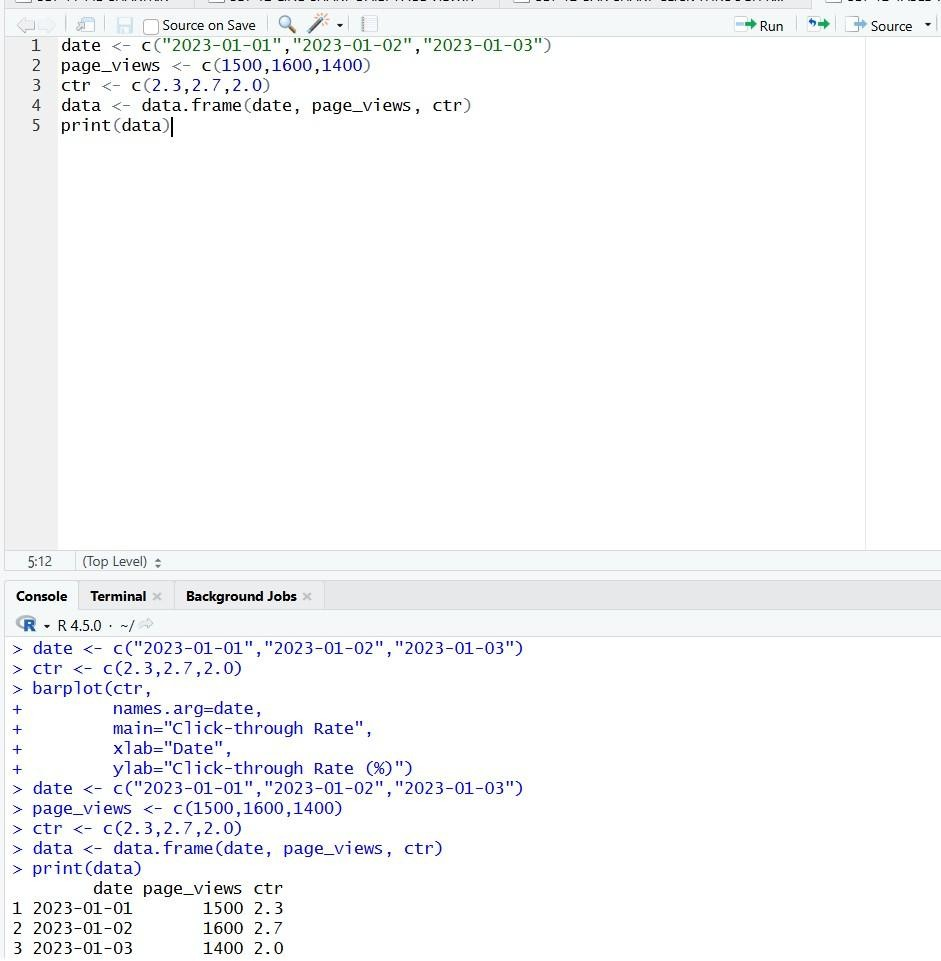 Source on Save
Run
Source
1 date <- c("2023-01-01","2023-01-02","2023-01-03")
2 page_views <- c(1500,1600,1400)
3 ctr <- c(2.3,2.7,2.0)
4 data <- data.frame(date, page_views, ctr)
5 print(data)
5:12 (Top Level)
Console Terminal Background Jobs
R R 4.5.0 · ~/
> date <- c("2023-01-01","2023-01-02","2023-01-03")
> ctr <- c(2.3,2.7,2.0)
> barplot(ctr,
+         names.arg=date,
+         main="Click-through Rate",
+         xlab="Date",
+         ylab="Click-through Rate (%)")
> date <- c("2023-01-01","2023-01-02","2023-01-03")
> page_views <- c(1500,1600,1400)
> ctr <- c(2.3,2.7,2.0)
> data <- data.frame(date, page_views, ctr)
> print(data)
        date page_views ctr
1 2023-01-01       1500 2.3
2 2023-01-02       1600 2.7
3 2023-01-03       1400 2.0